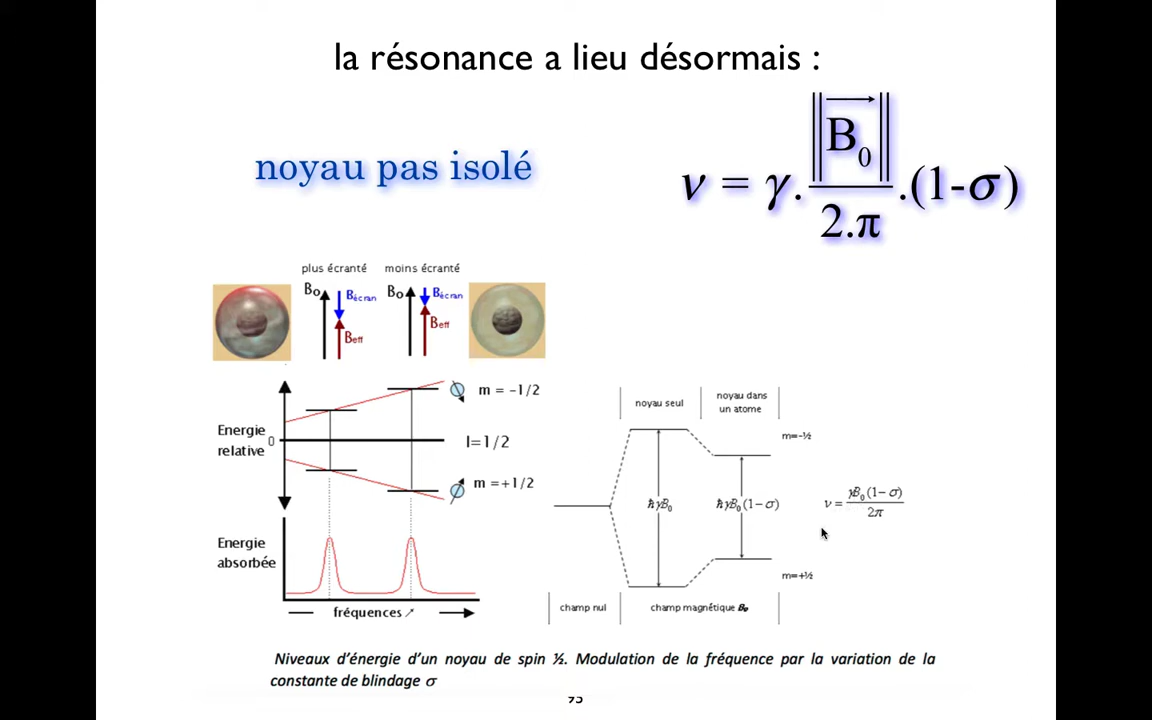 la résonance a lieu désormais :
noyau pas isolé
ν = γ. ‖B₀‖ / 2.π .(1-σ)
plus écranté moins écranté
Bo Bécran Beff
Bo Bécran Beff
m = -1/2
Energie
relative
0
I=1/2
m =+1/2
Energie
absorbée
fréquences ↗
noyau seul
noyau dans
un atome
m=-½
ħγB₀
ħγB₀(1-σ)
ν = γB₀(1-σ) / 2π
m=+½
champ nul
champ magnétique B₀
Niveaux d'énergie d'un noyau de spin ½. Modulation de la fréquence par la variation de la
constante de blindage σ